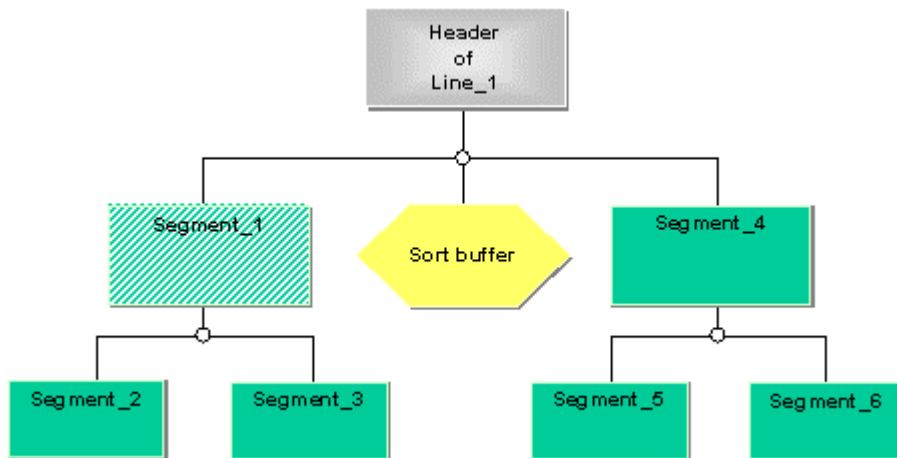 Header
of
Line_1
Segment_1
Sort buffer
Segment_4
Segment_2
Segment_3
Segment_5
Segment_6